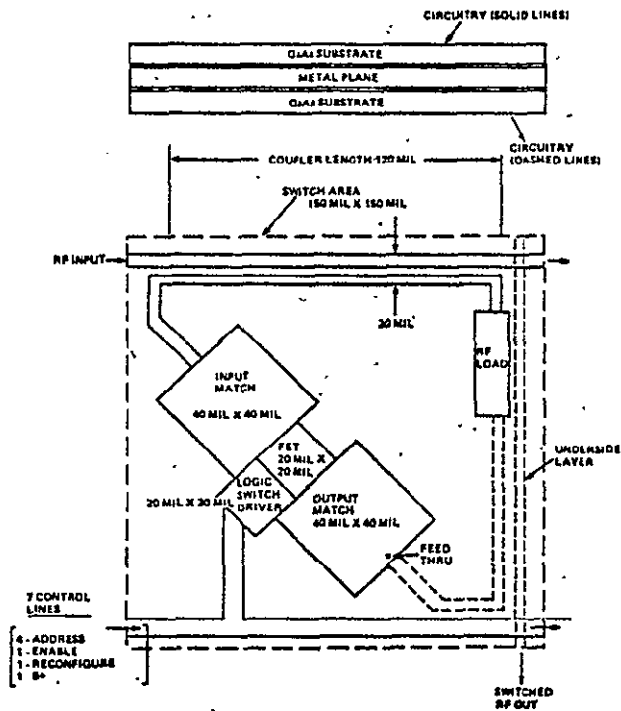 CIRCUITRY (SOLID LINES)
GaAs SUBSTRATE
METAL PLANE
GaAs SUBSTRATE
CIRCUITRY
(DASHED LINES)
COUPLER LENGTH 120 MIL
SWITCH AREA
150 MIL X 150 MIL
RF INPUT
20 MIL
RF
LOAD
INPUT
MATCH
40 MIL X 40 MIL
FET
20 MIL X
20 MIL
UNDERSIDE
LAYER
LOGIC
SWITCH
DRIVER
20 MIL X 30 MIL
OUTPUT
MATCH
40 MIL X 40 MIL
FEED
THRU
7 CONTROL
LINES
4 - ADDRESS
1 - ENABLE
1 - RECONFIGURE
1 B+
SWITCHED
RF OUT